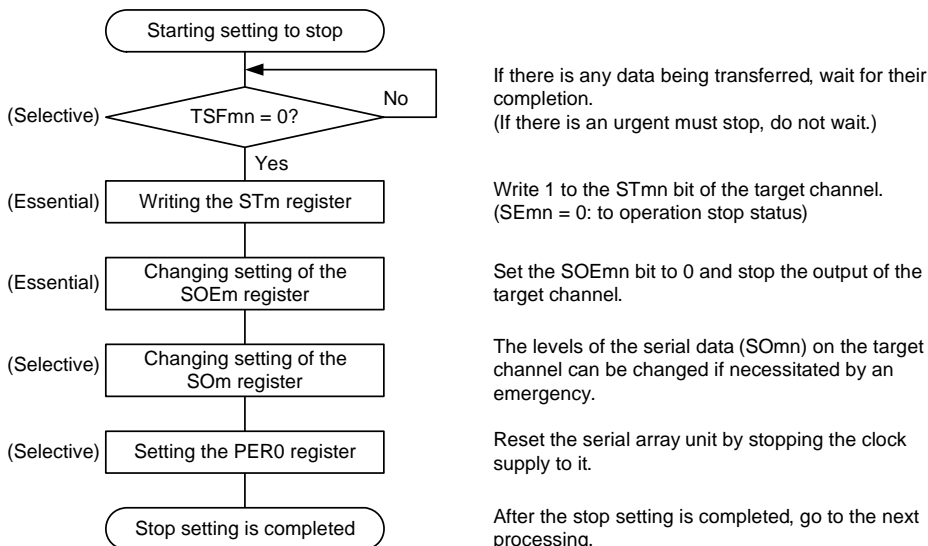 Starting setting to stop
If there is any data being transferred, wait for their
completion.
(If there is an urgent must stop, do not wait.)
(Selective)
TSFmn = 0?
No
Yes
(Essential)
Writing the STm register
Write 1 to the STmn bit of the target channel.
(SEmn = 0: to operation stop status)
(Essential)
Changing setting of the
SOEm register
Set the SOEmn bit to 0 and stop the output of the
target channel.
(Selective)
Changing setting of the
SOm register
The levels of the serial data (SOmn) on the target
channel can be changed if necessitated by an
emergency.
(Selective)
Setting the PER0 register
Reset the serial array unit by stopping the clock
supply to it.
Stop setting is completed
After the stop setting is completed, go to the next
processing.